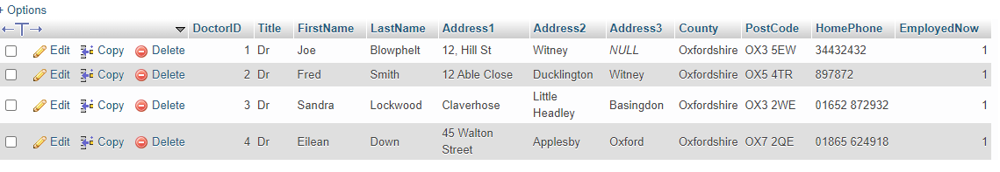 + Options
←T→ DoctorID Title FirstName LastName Address1 Address2 Address3 County PostCode HomePhone EmployedNow
Edit Copy Delete 1 Dr Joe Blowphelt 12, Hill St Witney NULL Oxfordshire OX3 5EW 34432432 1
Edit Copy Delete 2 Dr Fred Smith 12 Able Close Ducklington Witney Oxfordshire OX5 4TR 897872 1
Edit Copy Delete 3 Dr Sandra Lockwood Claverhose Little Headley Basingdon Oxfordshire OX3 2WE 01652 872932 1
Edit Copy Delete 4 Dr Eilean Down 45 Walton Street Applesby Oxford Oxfordshire OX7 2QE 01865 624918 1